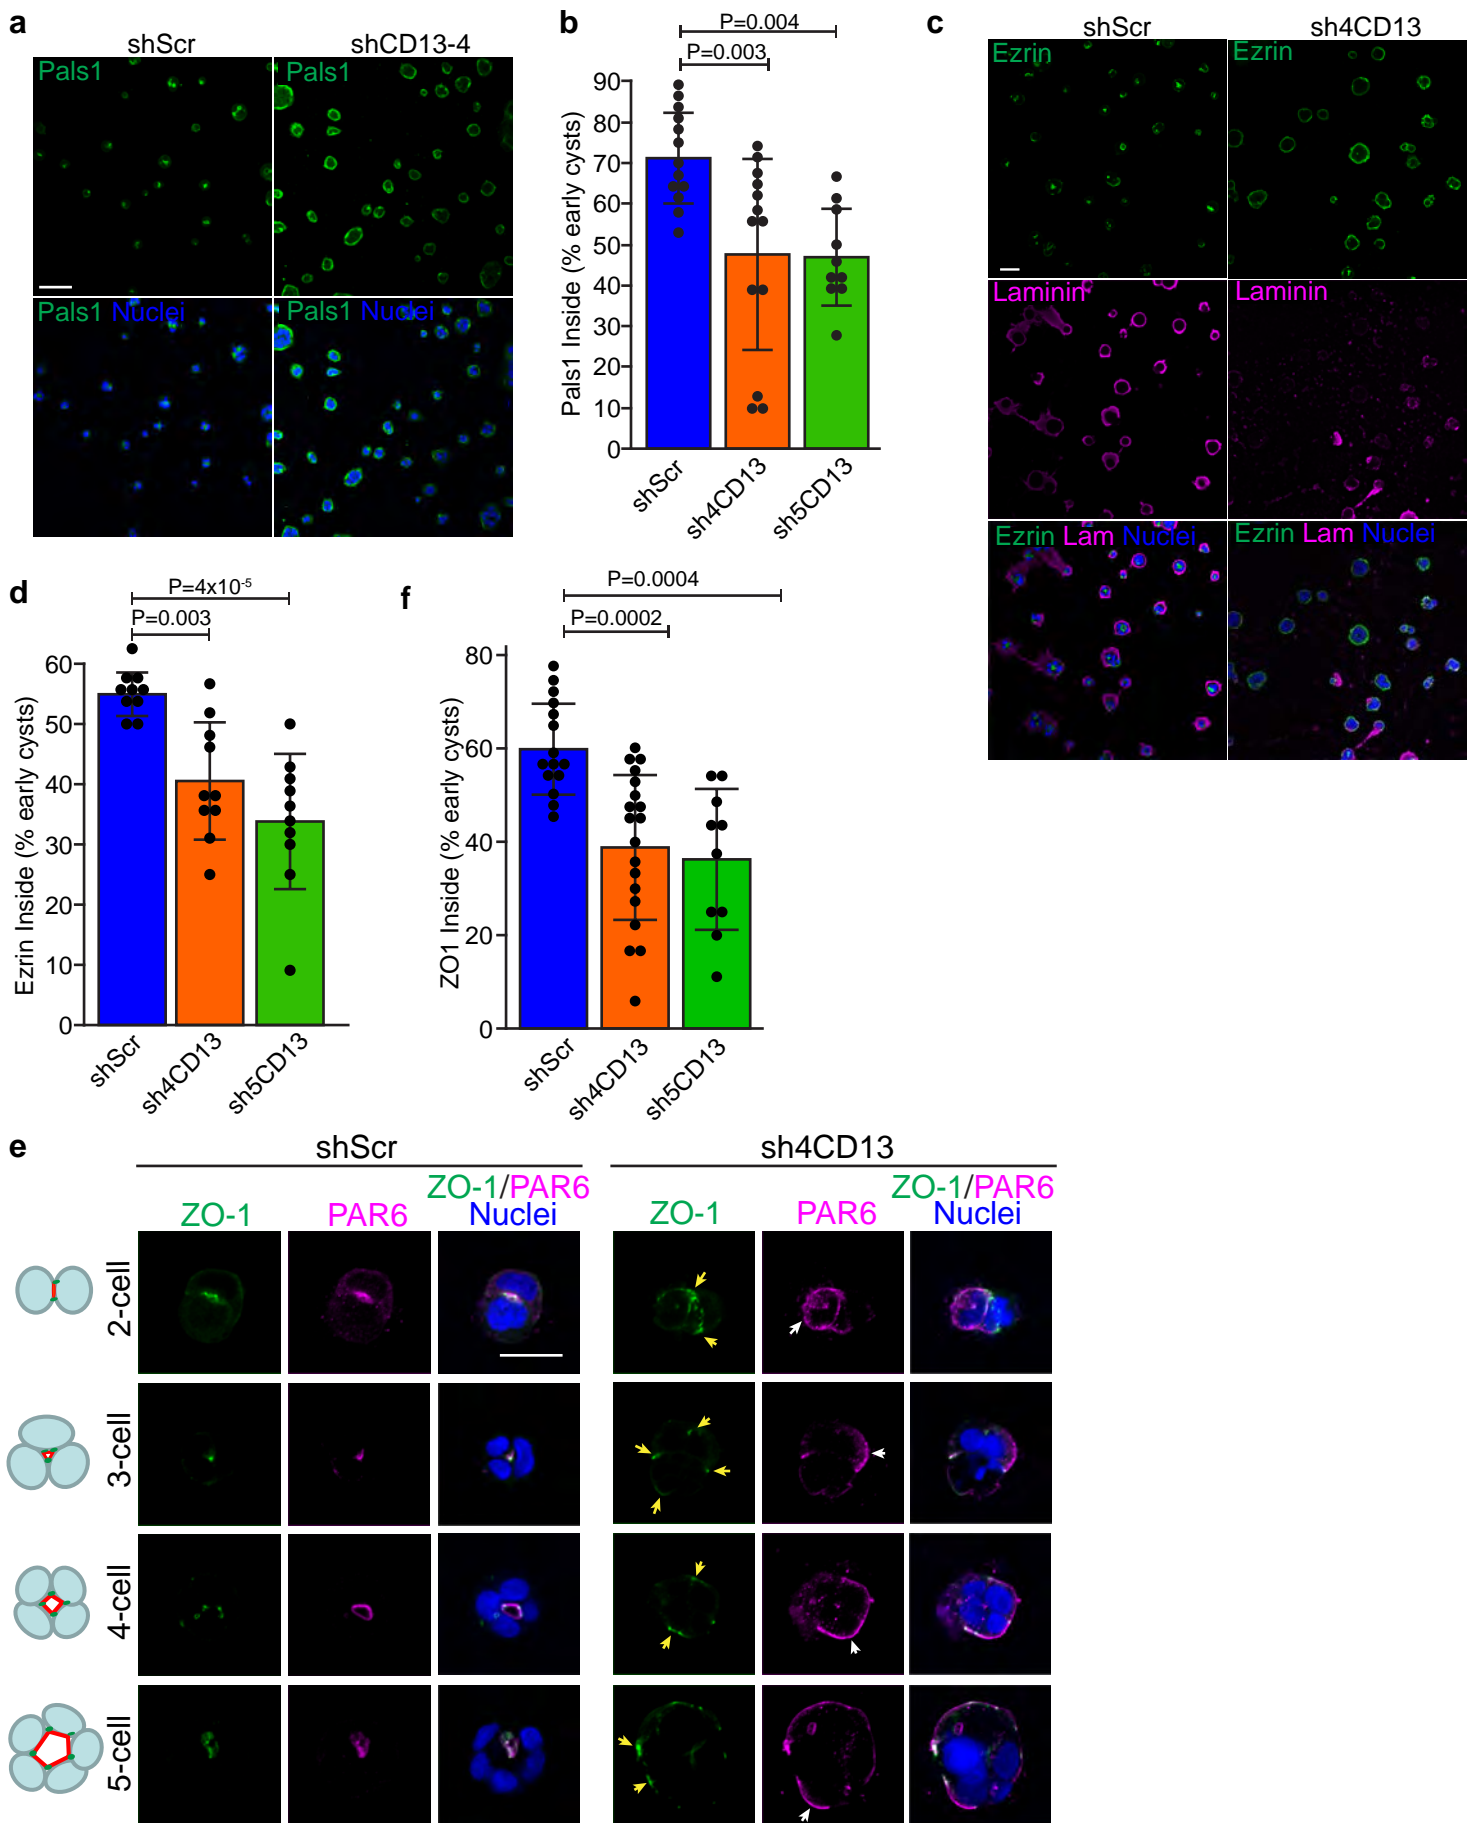 a
shScr
shCD13-4
Pals1
Pals1
Pals1 Nuclei
Pals1 Nuclei
b
P=0.004
P=0.003
Pals1 Inside (% early cysts)
90
80
70
60
50
40
30
20
10
0
shScr
sh4CD13
sh5CD13
c
shScr
sh4CD13
Ezrin
Ezrin
Laminin
Laminin
Ezrin Lam Nuclei
Ezrin Lam Nuclei
d
P=4x10-5
P=0.003
Ezrin Inside (% early cysts)
60
50
40
30
20
10
0
shScr
sh4CD13
sh5CD13
f
P=0.0004
P=0.0002
ZO1 Inside (% early cysts)
80
60
40
20
0
shScr
sh4CD13
sh5CD13
e
shScr
sh4CD13
ZO-1
PAR6
ZO-1/PAR6
Nuclei
ZO-1
PAR6
ZO-1/PAR6
Nuclei
2-cell
3-cell
4-cell
5-cell